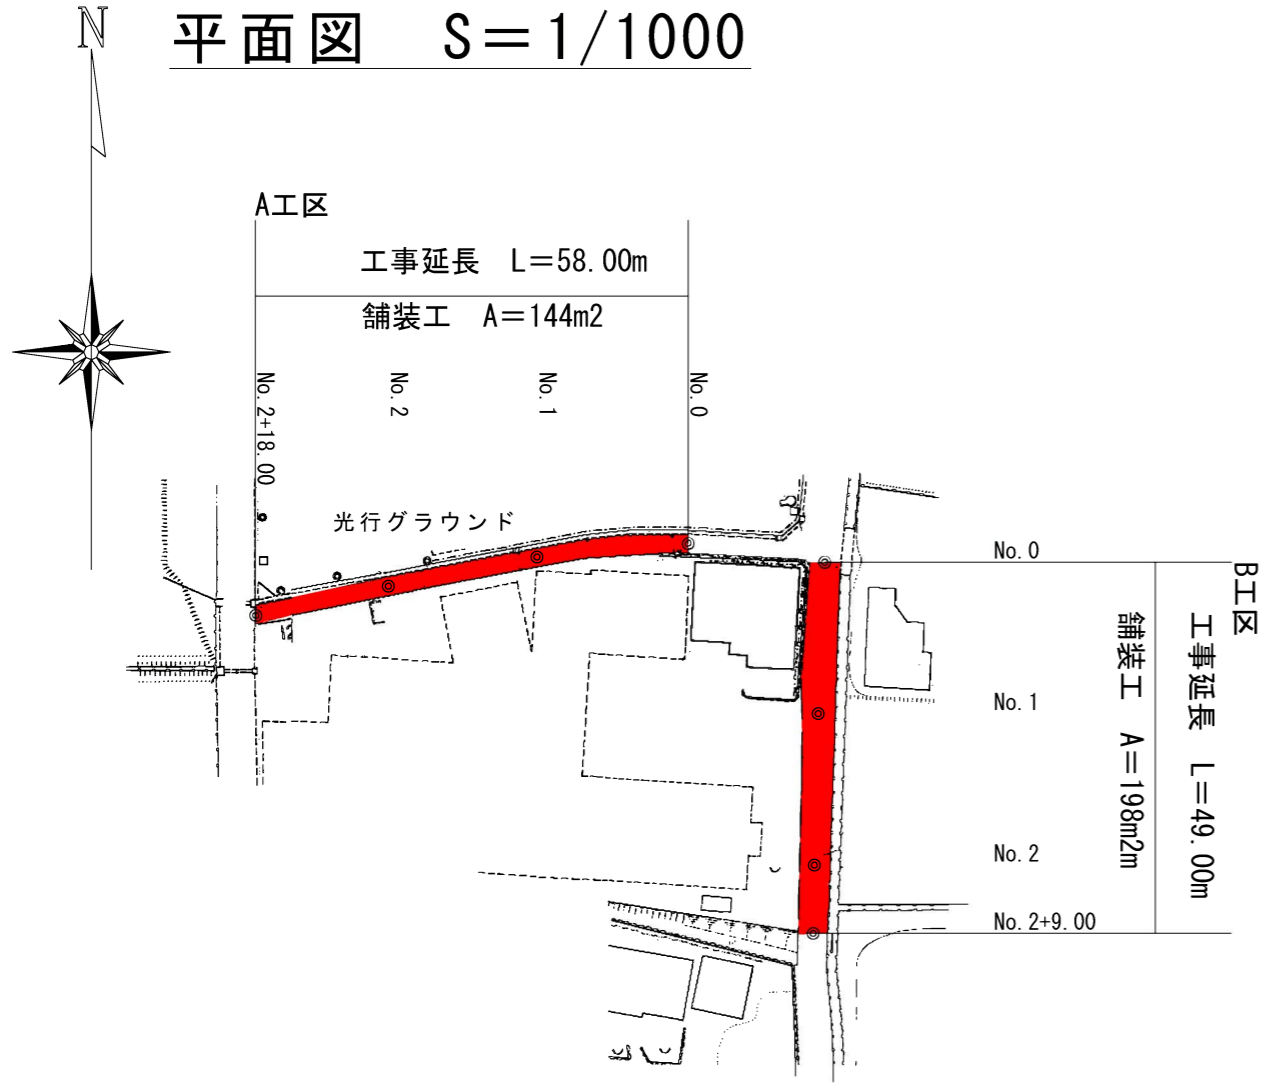 N
平面図 S=1/1000
A工区
工事延長 L=58.00m
舗装工 A=144m2
No.2+18.00
No.2
No.1
No.0
光行グラウンド
No.0
No.1
No.2
No.2+9.00
B工区
工事延長 L=49.00m
舗装工 A=198m2m